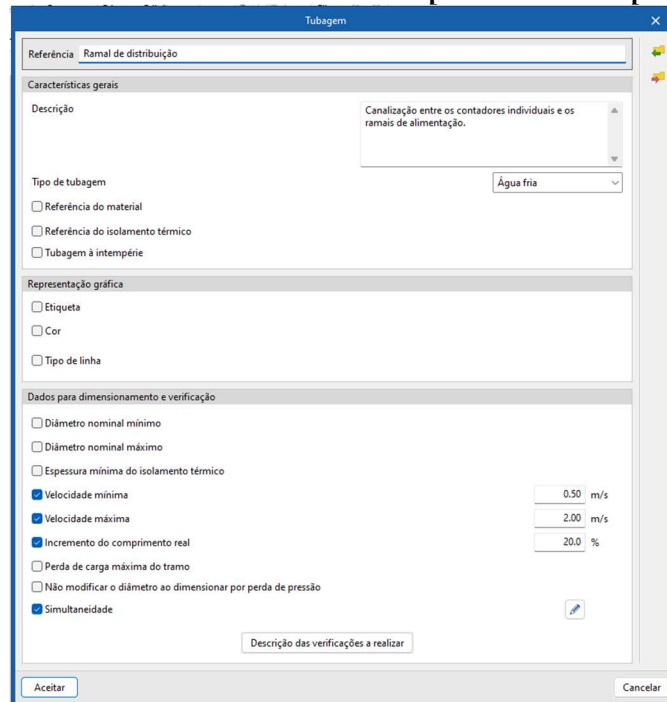 Tubagem
Referência Ramal de distribuição
Características gerais
Descrição
Canalização entre os contadores individuais e os
ramais de alimentação.
Tipo de tubagem Água fria
Referência do material
Referência do isolamento térmico
Tubagem à intempérie
Representação gráfica
Etiqueta
Cor
Tipo de linha
Dados para dimensionamento e verificação
Diâmetro nominal mínimo
Diâmetro nominal máximo
Espessura mínima do isolamento térmico
Velocidade mínima 0.50 m/s
Velocidade máxima 2.00 m/s
Incremento do comprimento real 20.0 %
Perda de carga máxima do tramo
Não modificar o diâmetro ao dimensionar por perda de pressão
Simultaneidade
Descrição das verificações a realizar
Aceitar Cancelar